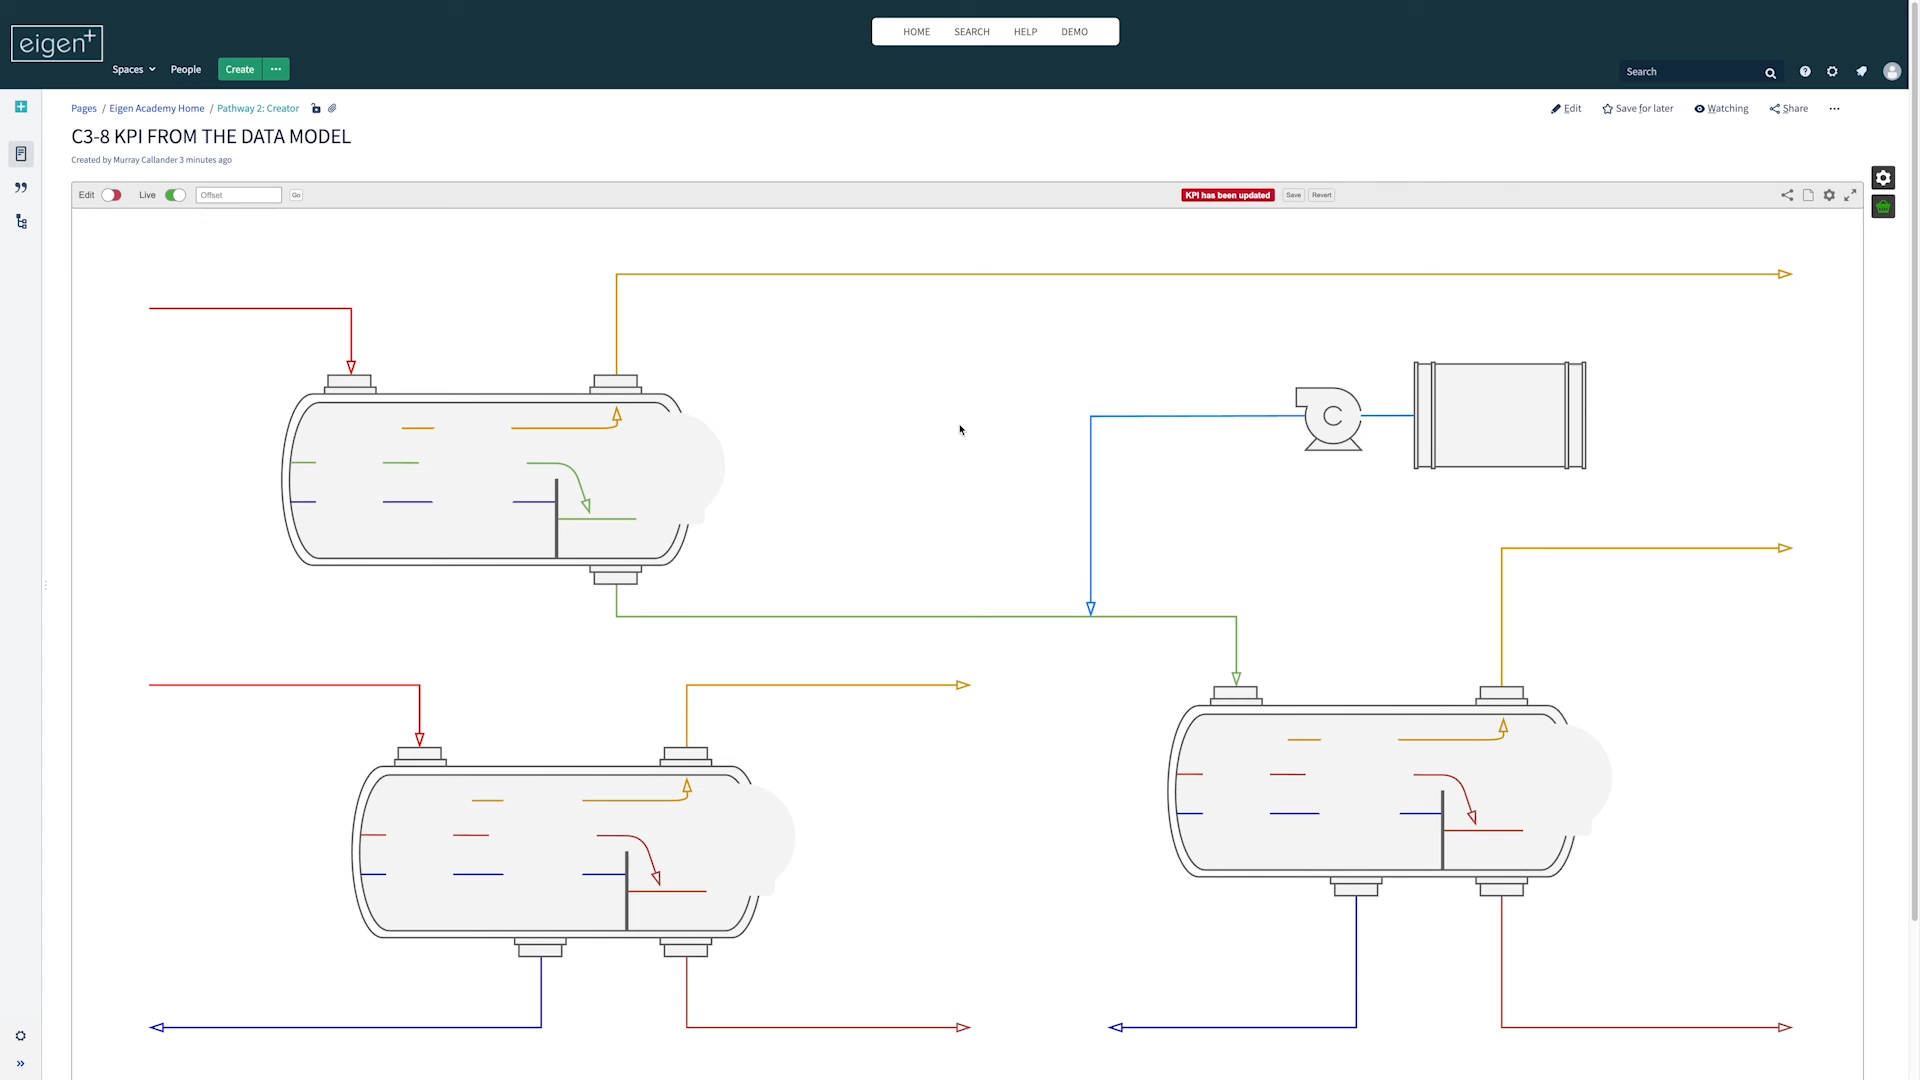 eigen+
HOME SEARCH HELP DEMO
Spaces People Create ...
Search
Pages / Eigen Academy Home / Pathway 2: Creator
Edit Save for later Watching Share ...
C3-8 KPI FROM THE DATA MODEL
Created by Murray Callander 3 minutes ago
Edit Live Offset Go KPI has been updated Save Revert
C